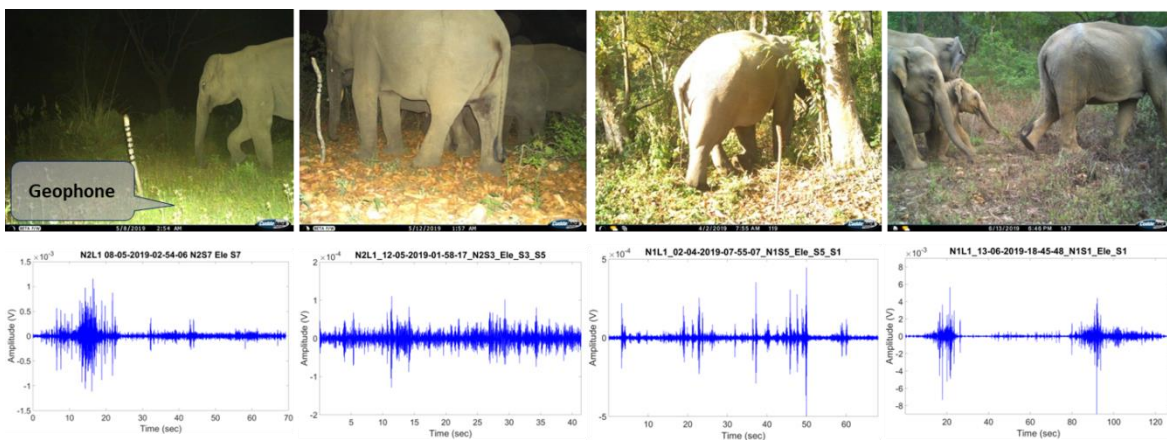 Geophone
5/8/2019 2:54 AM
5/12/2019 1:57 AM
4/2/2019 7:55 AM 119
6/13/2019 6:48 PM 147
N2L1 08-05-2019-02-54-06 N2S7 Ele S7
×10⁻³
1.5
1
0.5
0
-0.5
-1
-1.5
Amplitude (V)
0 10 20 30 40 50 60 70
Time (sec)
N2L1_12-05-2019-01-58-17_N2S3_Ele_S3_S5
×10⁻⁴
2
1
0
-1
-2
Amplitude (V)
5 10 15 20 25 30 35 40
Time (sec)
N1L1_02-04-2019-07-55-07_N1S5_Ele_S5_S1
×10⁻⁴
5
0
-5
Amplitude (V)
10 20 30 40 50 60
Time (sec)
N1L1_13-06-2019-18-45-48_N1S1_Ele_S1
×10⁻³
8
6
4
2
0
-2
-4
-6
-8
Amplitude (V)
20 40 60 80 100 120
Time (sec)